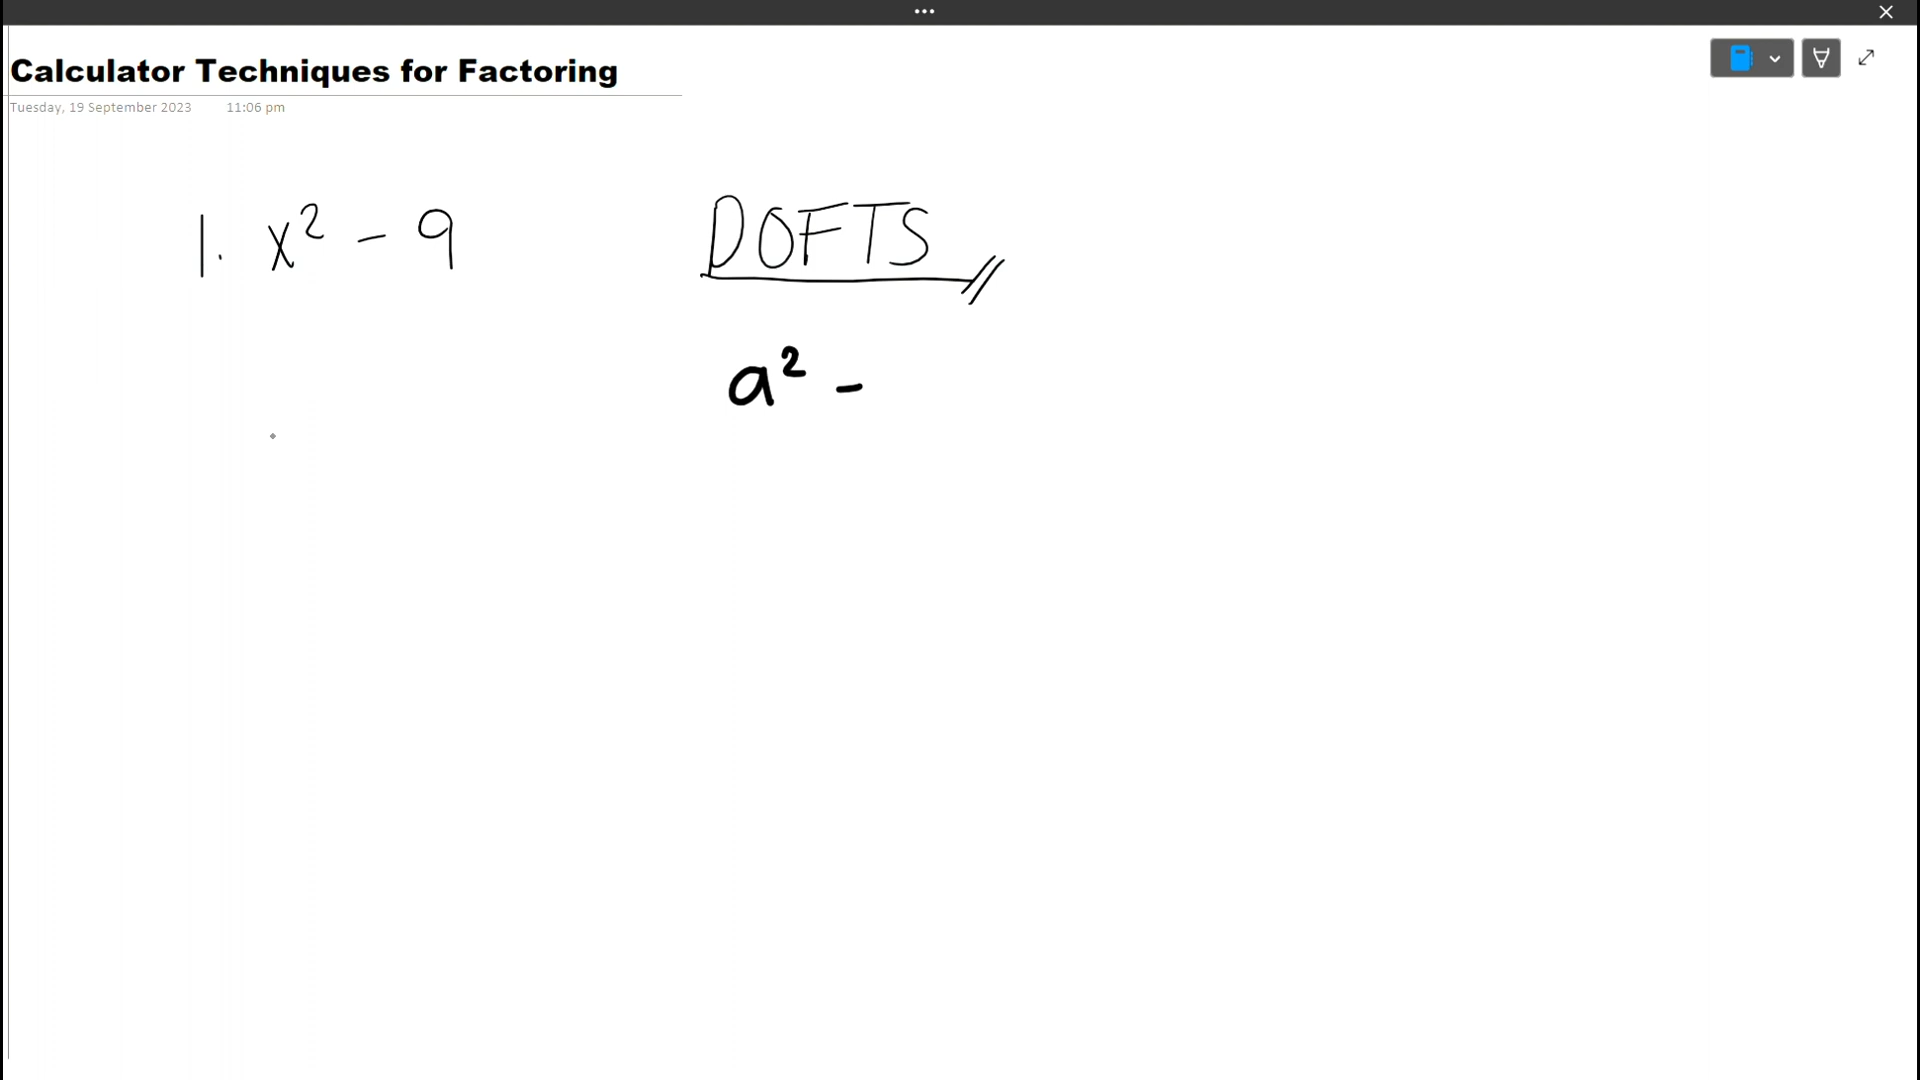 Calculator Techniques for Factoring
Tuesday, 19 September 2023 11:06 pm
1. x² - 9 DOFTS
a² -